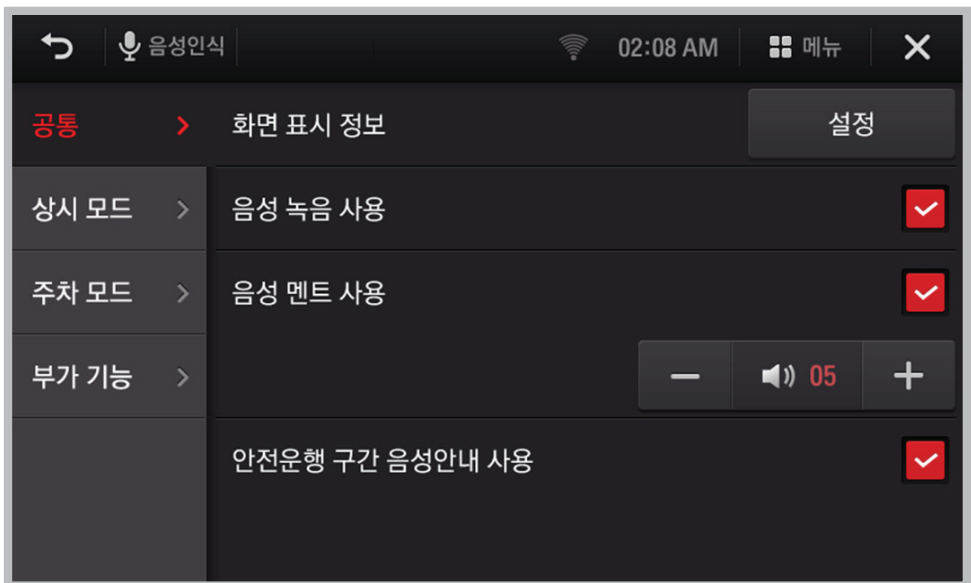 음성인식 02:08 AM 메뉴
공통 화면 표시 정보 설정
상시 모드 음성 녹음 사용
주차 모드 음성 멘트 사용
부가 기능 05
안전운행 구간 음성안내 사용